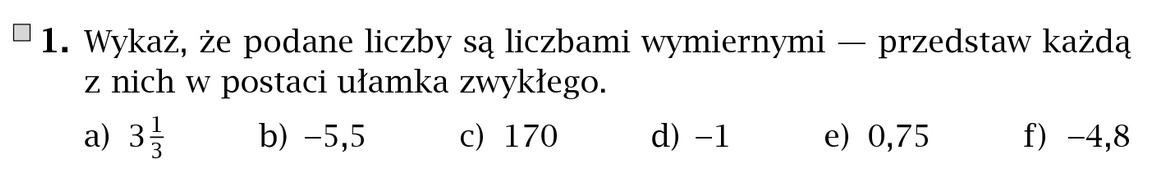 1. Wykaż, że podane liczby są liczbami wymiernymi — przedstaw każdą
z nich w postaci ułamka zwykłego.
a) 3 1/3 b) –5,5 c) 170 d) –1 e) 0,75 f) –4,8